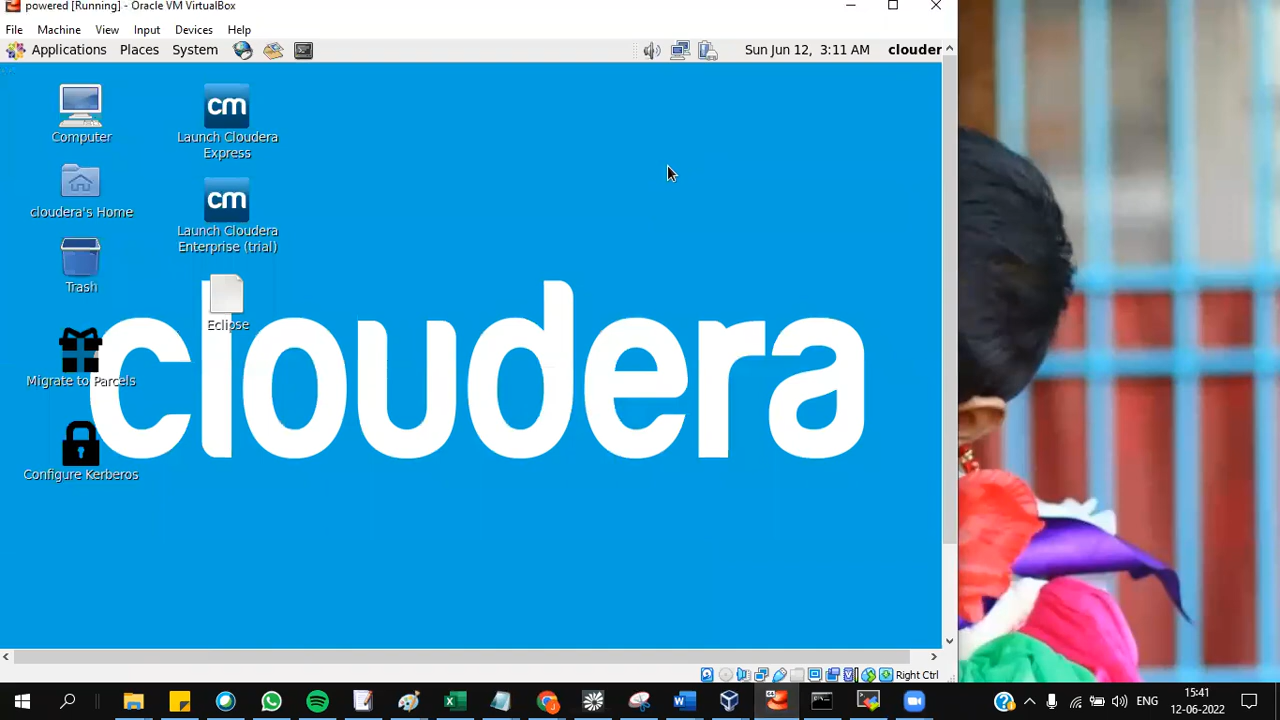 powered [Running] - Oracle VM VirtualBox
File Machine View Input Devices Help
Applications Places System Sun Jun 12, 3:11 AM clouder
Computer
Launch Cloudera
Express
cloudera's Home
Launch Cloudera
Enterprise (trial)
Trash
Eclipse
cloudera
Migrate to Parcels
Configure Kerberos
Right Ctrl
ENG
15:41
12-06-2022